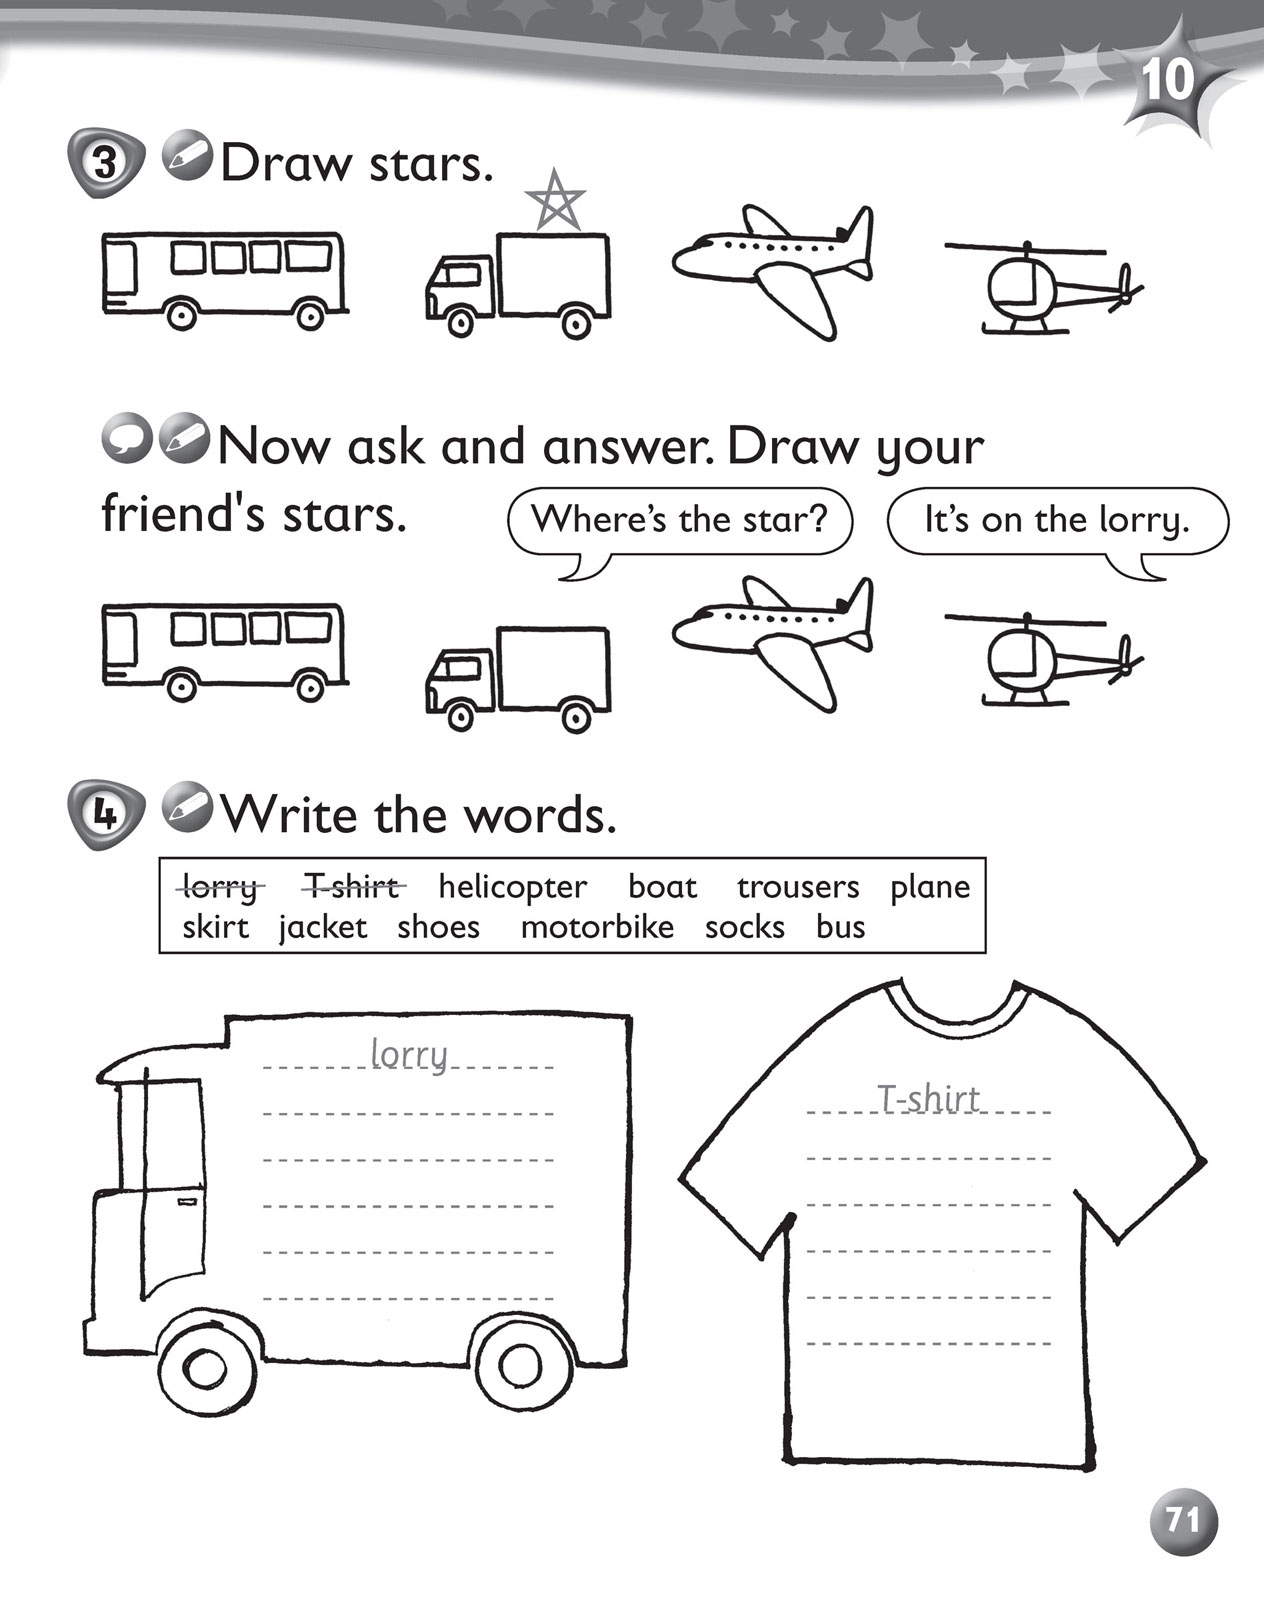 10
3 Draw stars.
Now ask and answer. Draw your
friend's stars.
Where's the star?
It's on the lorry.
4 Write the words.
lorry T-shirt helicopter boat trousers plane
skirt jacket shoes motorbike socks bus
lorry
T-shirt
71